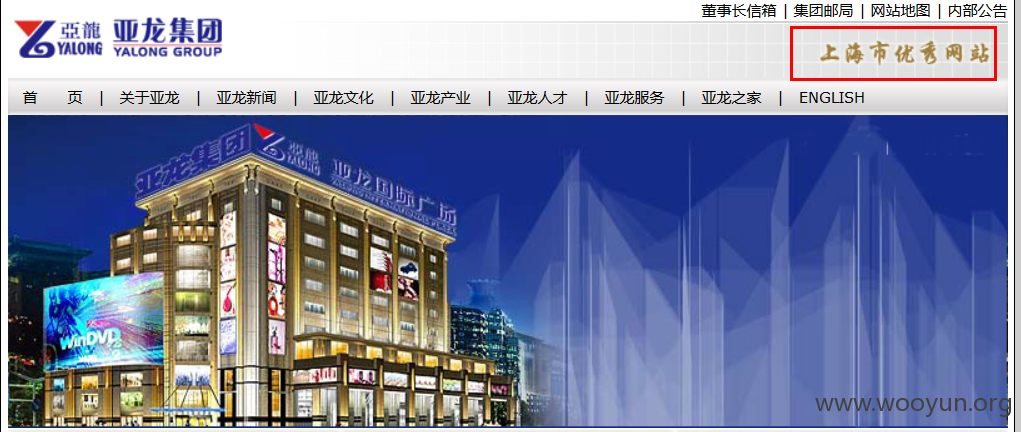 董事长信箱 | 集团邮局 | 网站地图 | 内部公告
亞龍 亚龙集团
YALONG YALONG GROUP
上海市优秀网站
首 页 | 关于亚龙 | 亚龙新闻 | 亚龙文化 | 亚龙产业 | 亚龙人才 | 亚龙服务 | 亚龙之家 | ENGLISH
亚龙集团 亞龍 亚龙国际广场
YALONG YALONG INTERNATIONAL PLAZA
WinDVD
www.wooyun.org